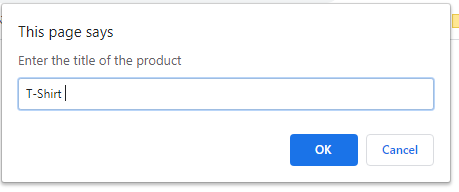 This page says
Enter the title of the product
T-Shirt
OK
Cancel